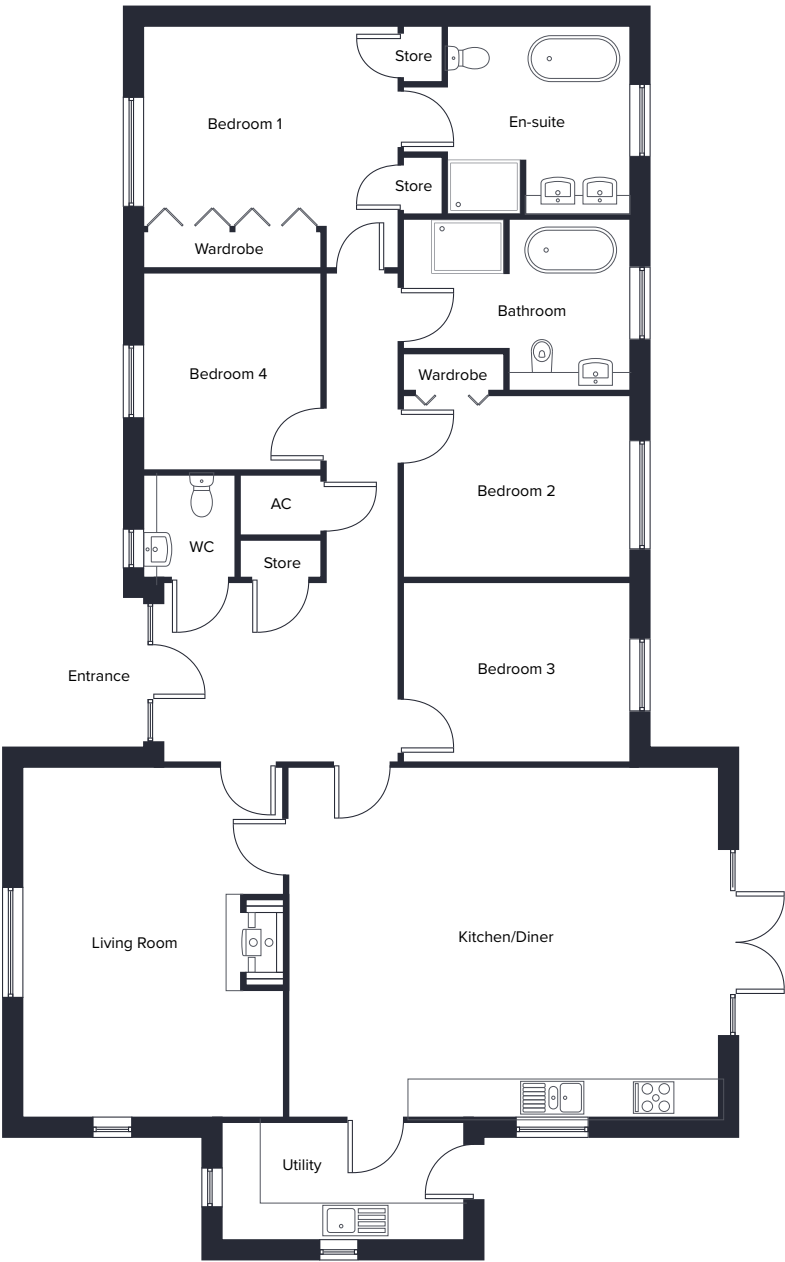 Store
Bedroom 1
En-suite
Store
Wardrobe
Bathroom
Bedroom 4
Wardrobe
Bedroom 2
AC
WC
Store
Bedroom 3
Entrance
Living Room
Kitchen/Diner
Utility